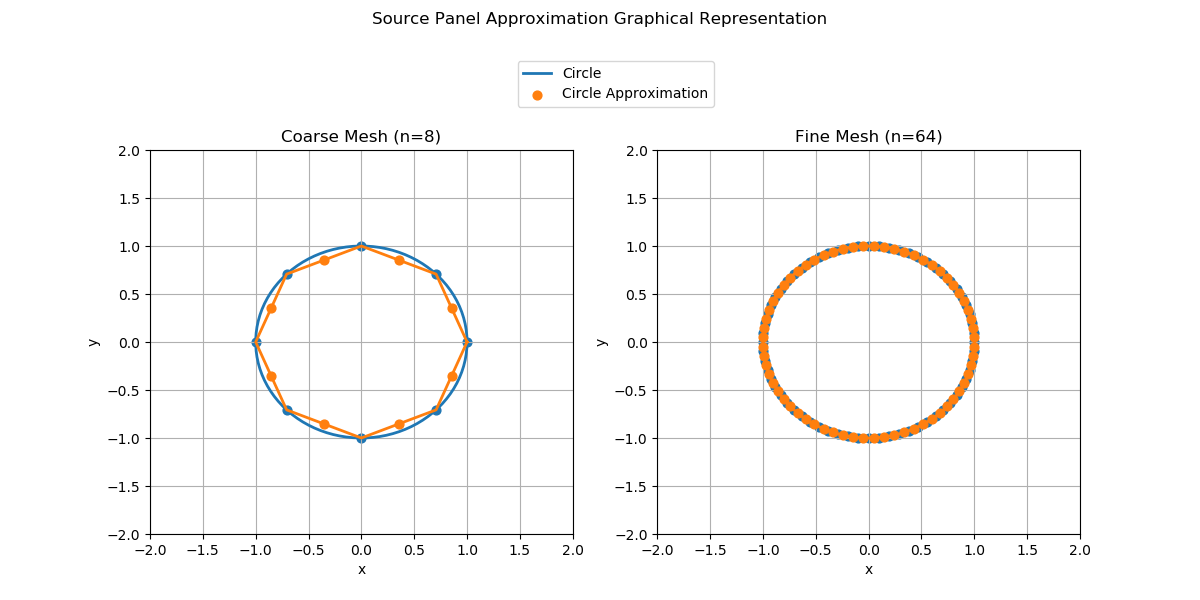 Source Panel Approximation Graphical Representation
Circle
Circle Approximation
Coarse Mesh (n=8)
2.0
1.5
1.0
0.5
0.0
−0.5
−1.0
−1.5
−2.0
y
−2.0 −1.5 −1.0 −0.5 0.0 0.5 1.0 1.5 2.0
x
Fine Mesh (n=64)
2.0
1.5
1.0
0.5
0.0
−0.5
−1.0
−1.5
−2.0
y
−2.0 −1.5 −1.0 −0.5 0.0 0.5 1.0 1.5 2.0
x